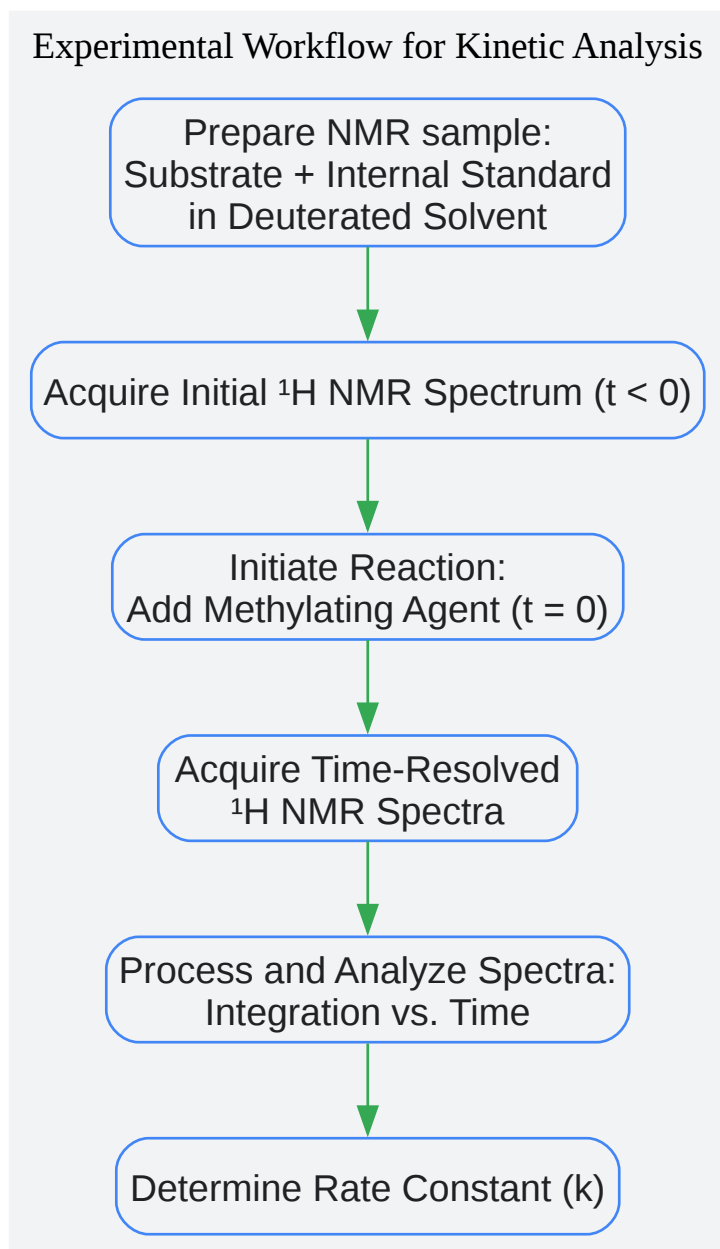 Experimental Workflow for Kinetic Analysis
Prepare NMR sample:
Substrate + Internal Standard
in Deuterated Solvent
Acquire Initial ¹H NMR Spectrum (t < 0)
Initiate Reaction:
Add Methylating Agent (t = 0)
Acquire Time-Resolved
¹H NMR Spectra
Process and Analyze Spectra:
Integration vs. Time
Determine Rate Constant (k)